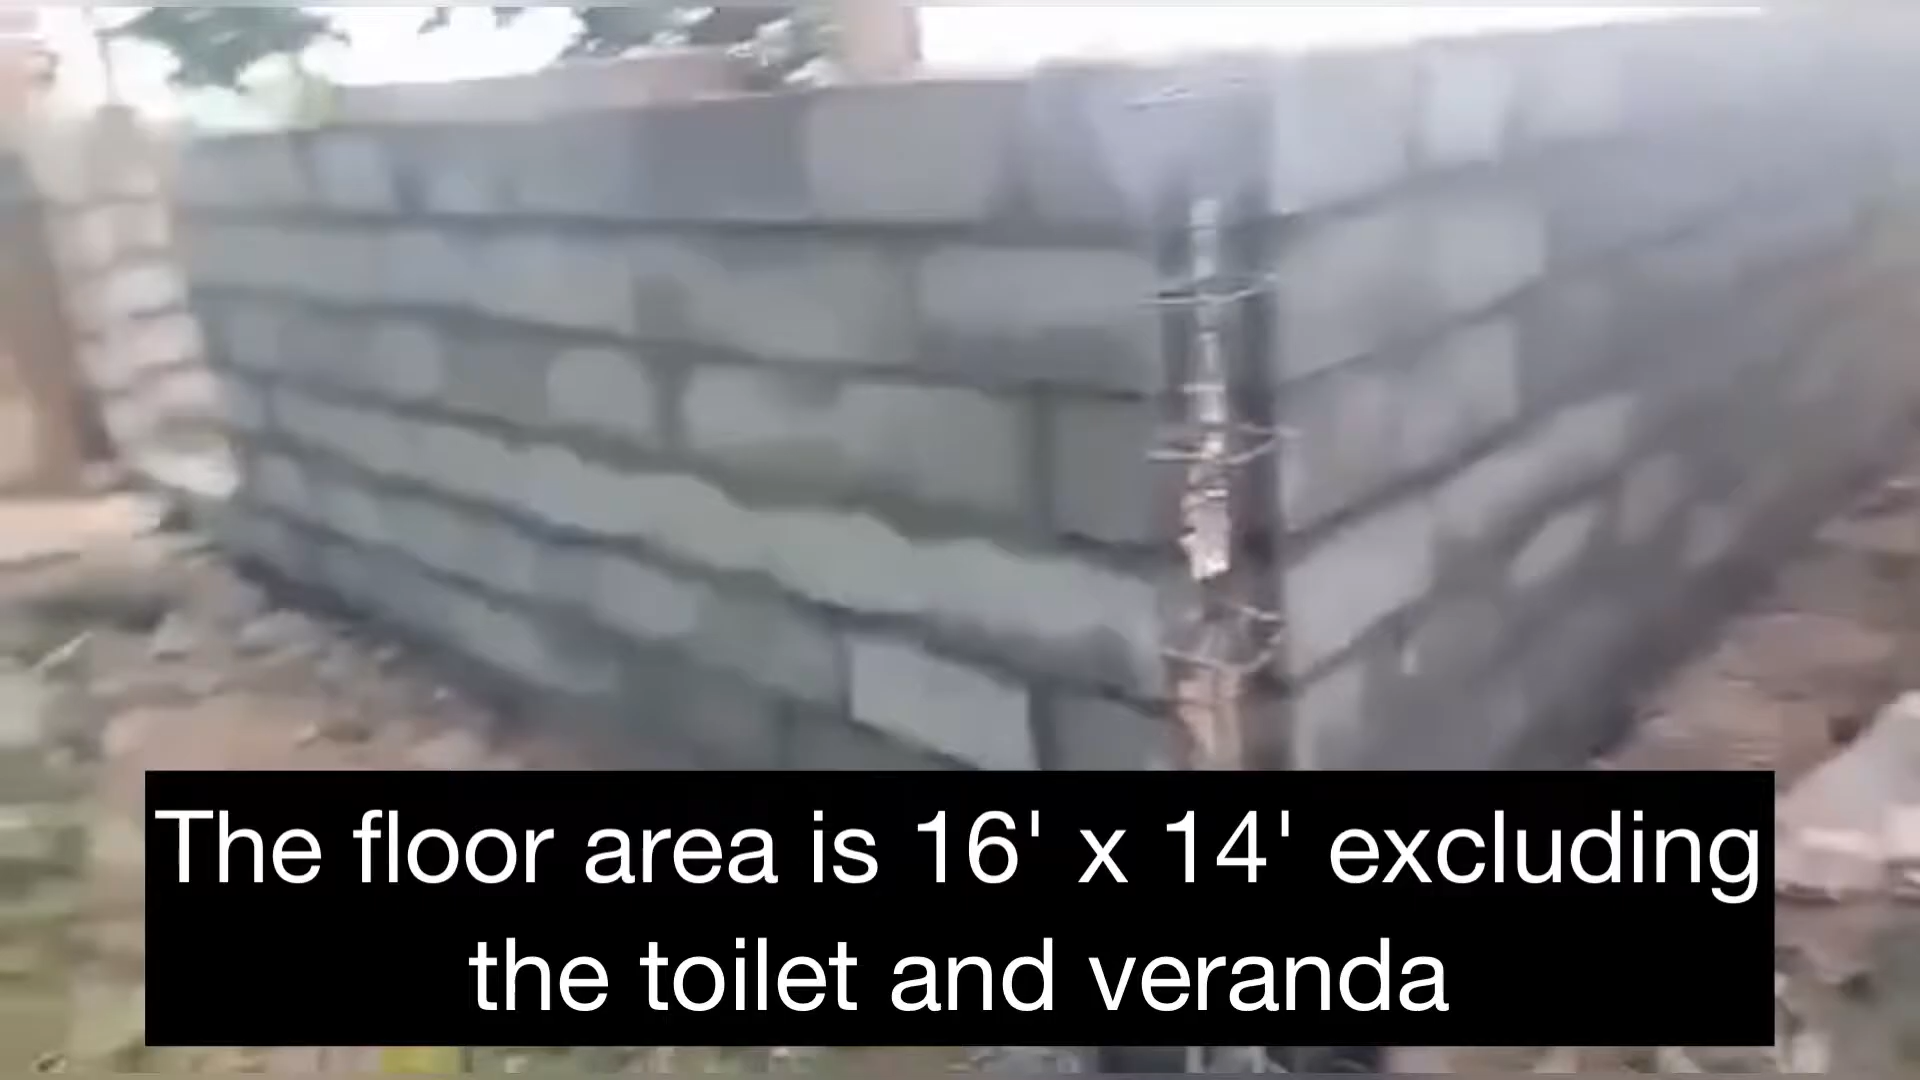 The floor area is 16' x 14' excluding
the toilet and veranda